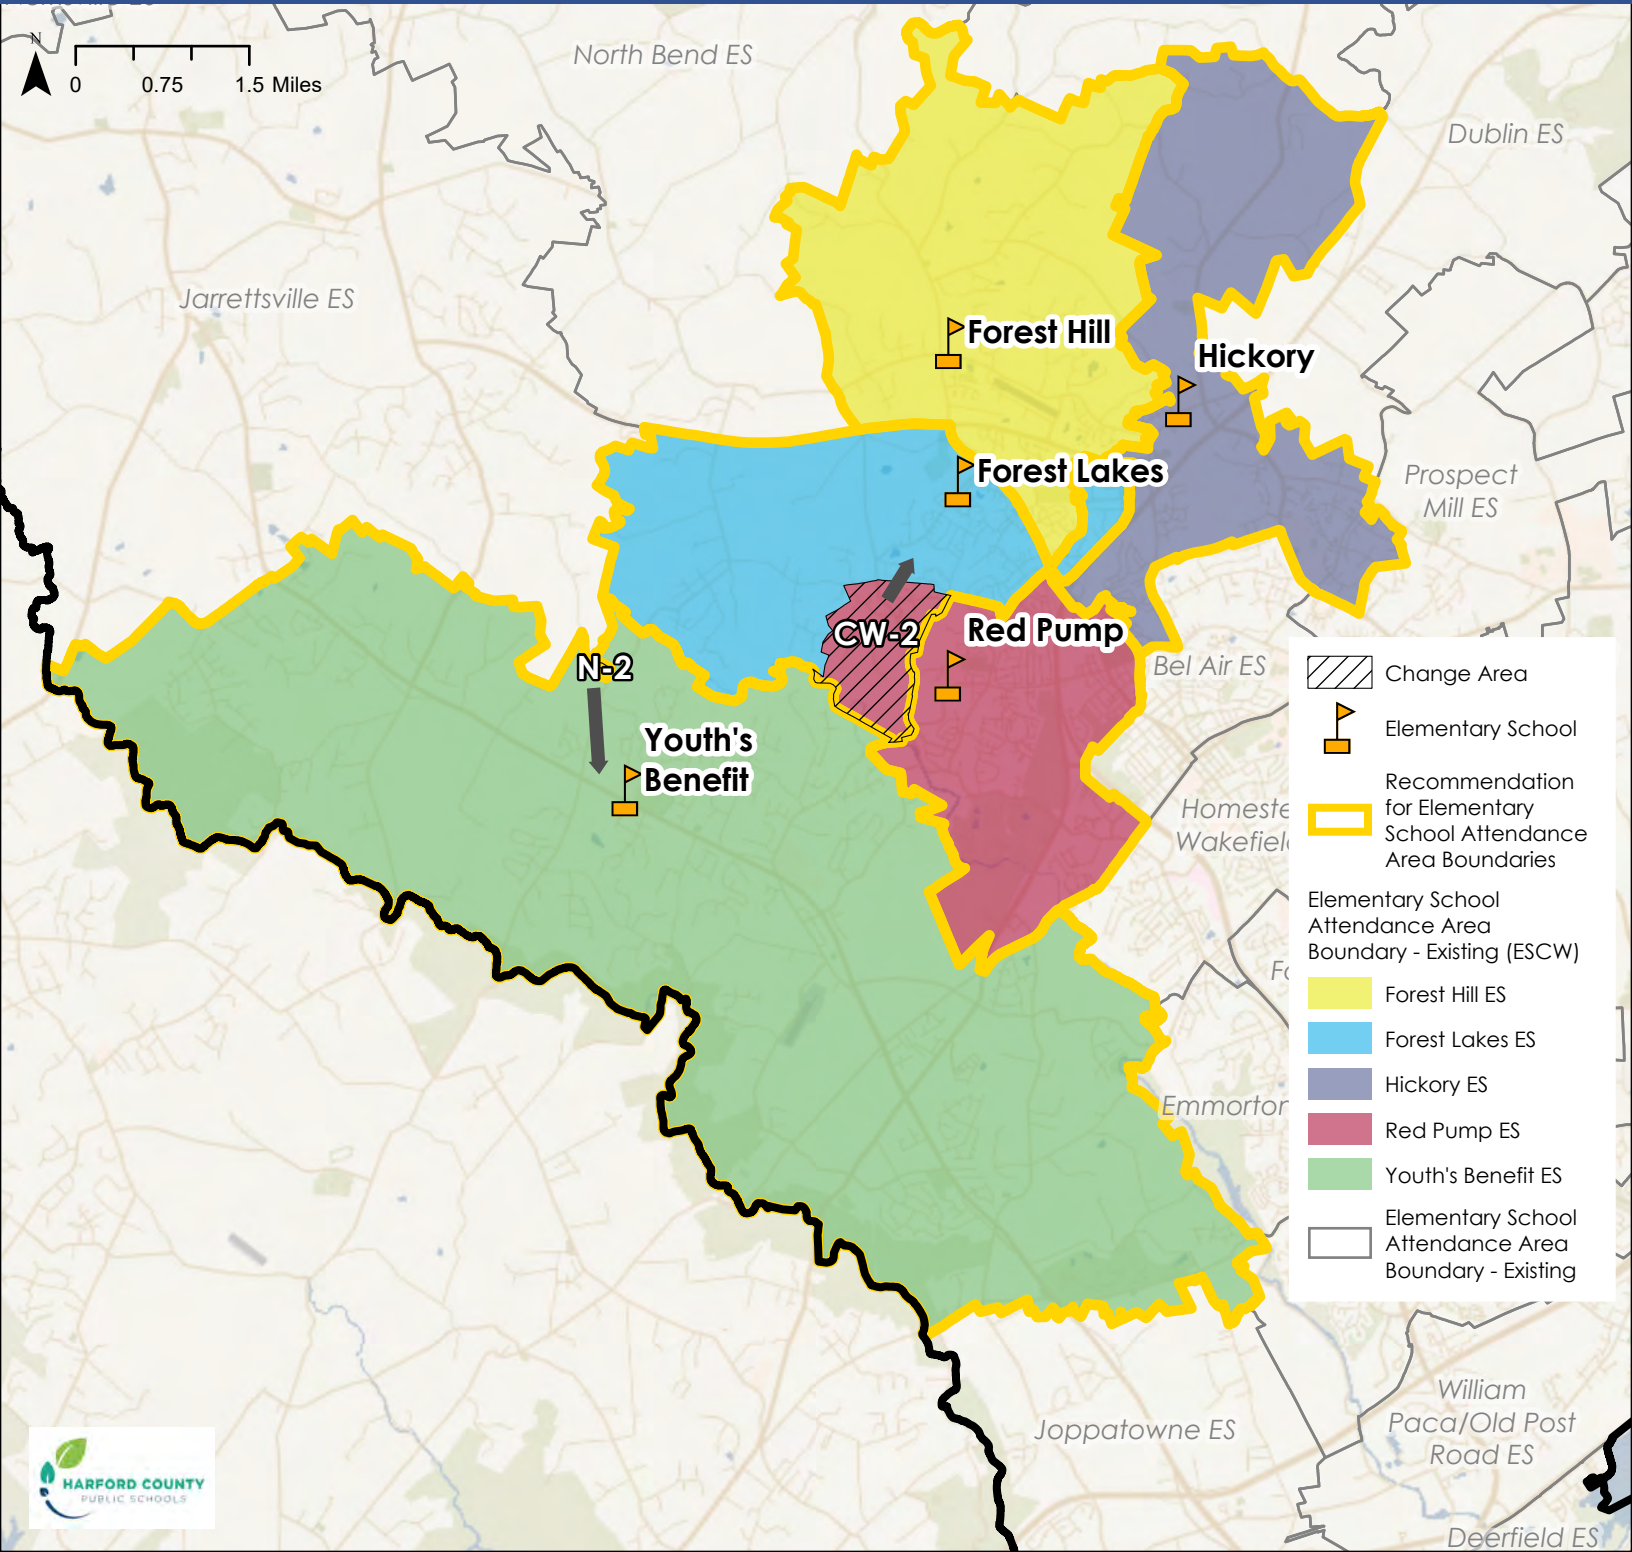 N
0 0.75 1.5 Miles
North Bend ES
Dublin ES
Jarrettsville ES
Forest Hill
Hickory
Forest Lakes
Prospect
Mill ES
CW-2
Red Pump
N-2
Bel Air ES
Youth's
Benefit
Homeste
Wakefiel
Emmorton
Joppatowne ES
William
Paca/Old Post
Road ES
Deerfield ES
Change Area
Elementary School
Recommendation
for Elementary
School Attendance
Area Boundaries
Elementary School
Attendance Area
Boundary - Existing (ESCW)
Forest Hill ES
Forest Lakes ES
Hickory ES
Red Pump ES
Youth's Benefit ES
Elementary School
Attendance Area
Boundary - Existing
HARFORD COUNTY
PUBLIC SCHOOLS